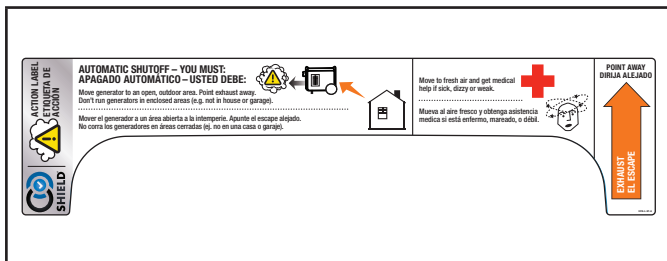 ACTION LABEL
ETIQUETA DE
ACCIÓN
SHIELD
AUTOMATIC SHUTOFF – YOU MUST:
APAGADO AUTOMÁTICO – USTED DEBE:
Move generator to an open, outdoor area. Point exhaust away.
Don't run generators in enclosed areas (e.g. not in house or garage).
Mover el generador a un área abierta a la intemperie. Apunte el escape alejado.
No corra los generadores en áreas cerradas (ej. no en una casa o garaje).
Move to fresh air and get medical
help if sick, dizzy or weak.
Mueva al aire fresco y obtenga asistencia
medica si está enfermo, mareado, o débil.
POINT AWAY
DIRIJA ALEJADO
EXHAUST
EL ESCAPE